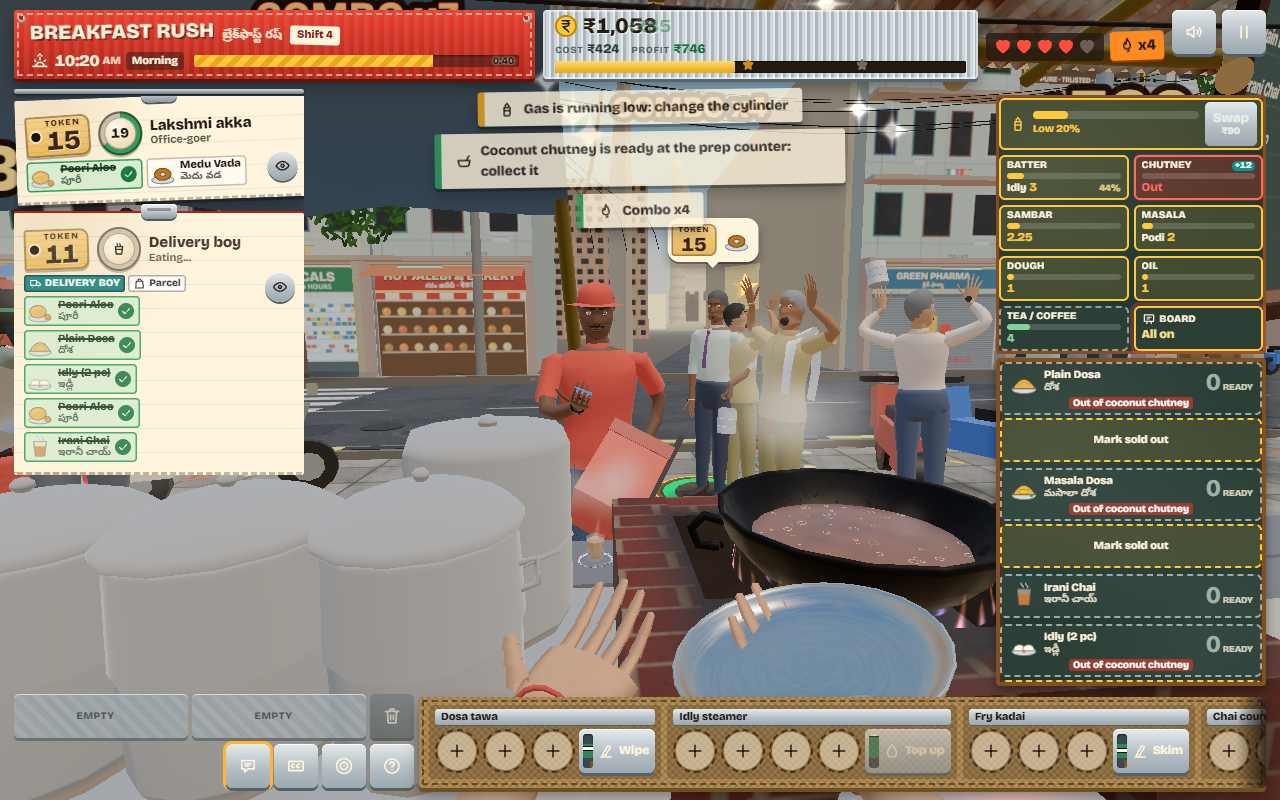 BREAKFAST RUSH బ్రేక్‌ఫాస్ట్ రష్ Shift 4
10:20 AM Morning 0:40
₹1,058
COST ₹424 PROFIT ₹746
x4
Gas is running low: change the cylinder
Coconut chutney is ready at the prep counter:
collect it
Combo x4
TOKEN
15
TOKEN
15
19
Lakshmi akka
Office-goer
Poori Aloo
పూరీ
Medu Vada
మెదు వడ
TOKEN
11
Delivery boy
Eating...
DELIVERY BOY
Parcel
Poori Aloo
పూరీ
Plain Dosa
దోశ
Idly (2 pc)
ఇడ్లీ
Poori Aloo
పూరీ
Irani Chai
ఇరానీ చాయ్
HOT JALEBI & BAKERY
GREEN PHARMA
Irani Chai
Low 20%
Swap
₹90
BATTER
Idly 3 44%
CHUTNEY +12
Out
SAMBAR
2.25
MASALA
Podi 2
DOUGH
1
OIL
1
TEA / COFFEE
4
BOARD
All on
Plain Dosa
దోశ
0 READY
Out of coconut chutney
Mark sold out
Masala Dosa
మసాలా దోశ
0 READY
Out of coconut chutney
Mark sold out
Irani Chai
ఇరానీ చాయ్
0 READY
Idly (2 pc)
ఇడ్లీ
0 READY
Out of coconut chutney
EMPTY
EMPTY
CC
Dosa tawa
Wipe
Idly steamer
Top up
Fry kadai
Skim
Chai coun